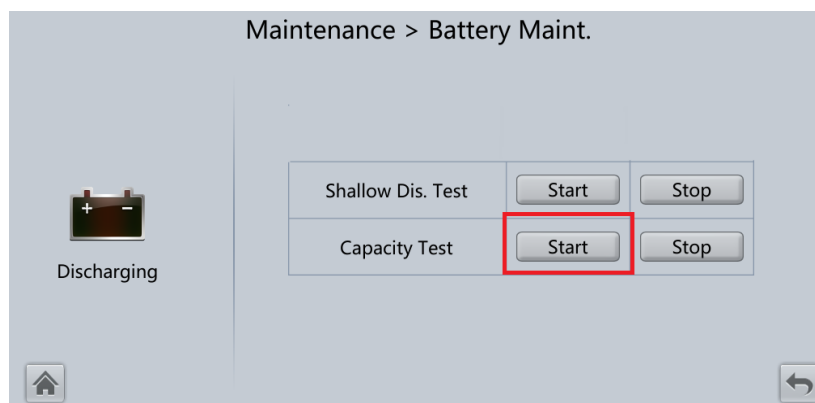 Maintenance > Battery Maint.
Shallow Dis. Test Start Stop
Capacity Test Start Stop
+ −
Discharging